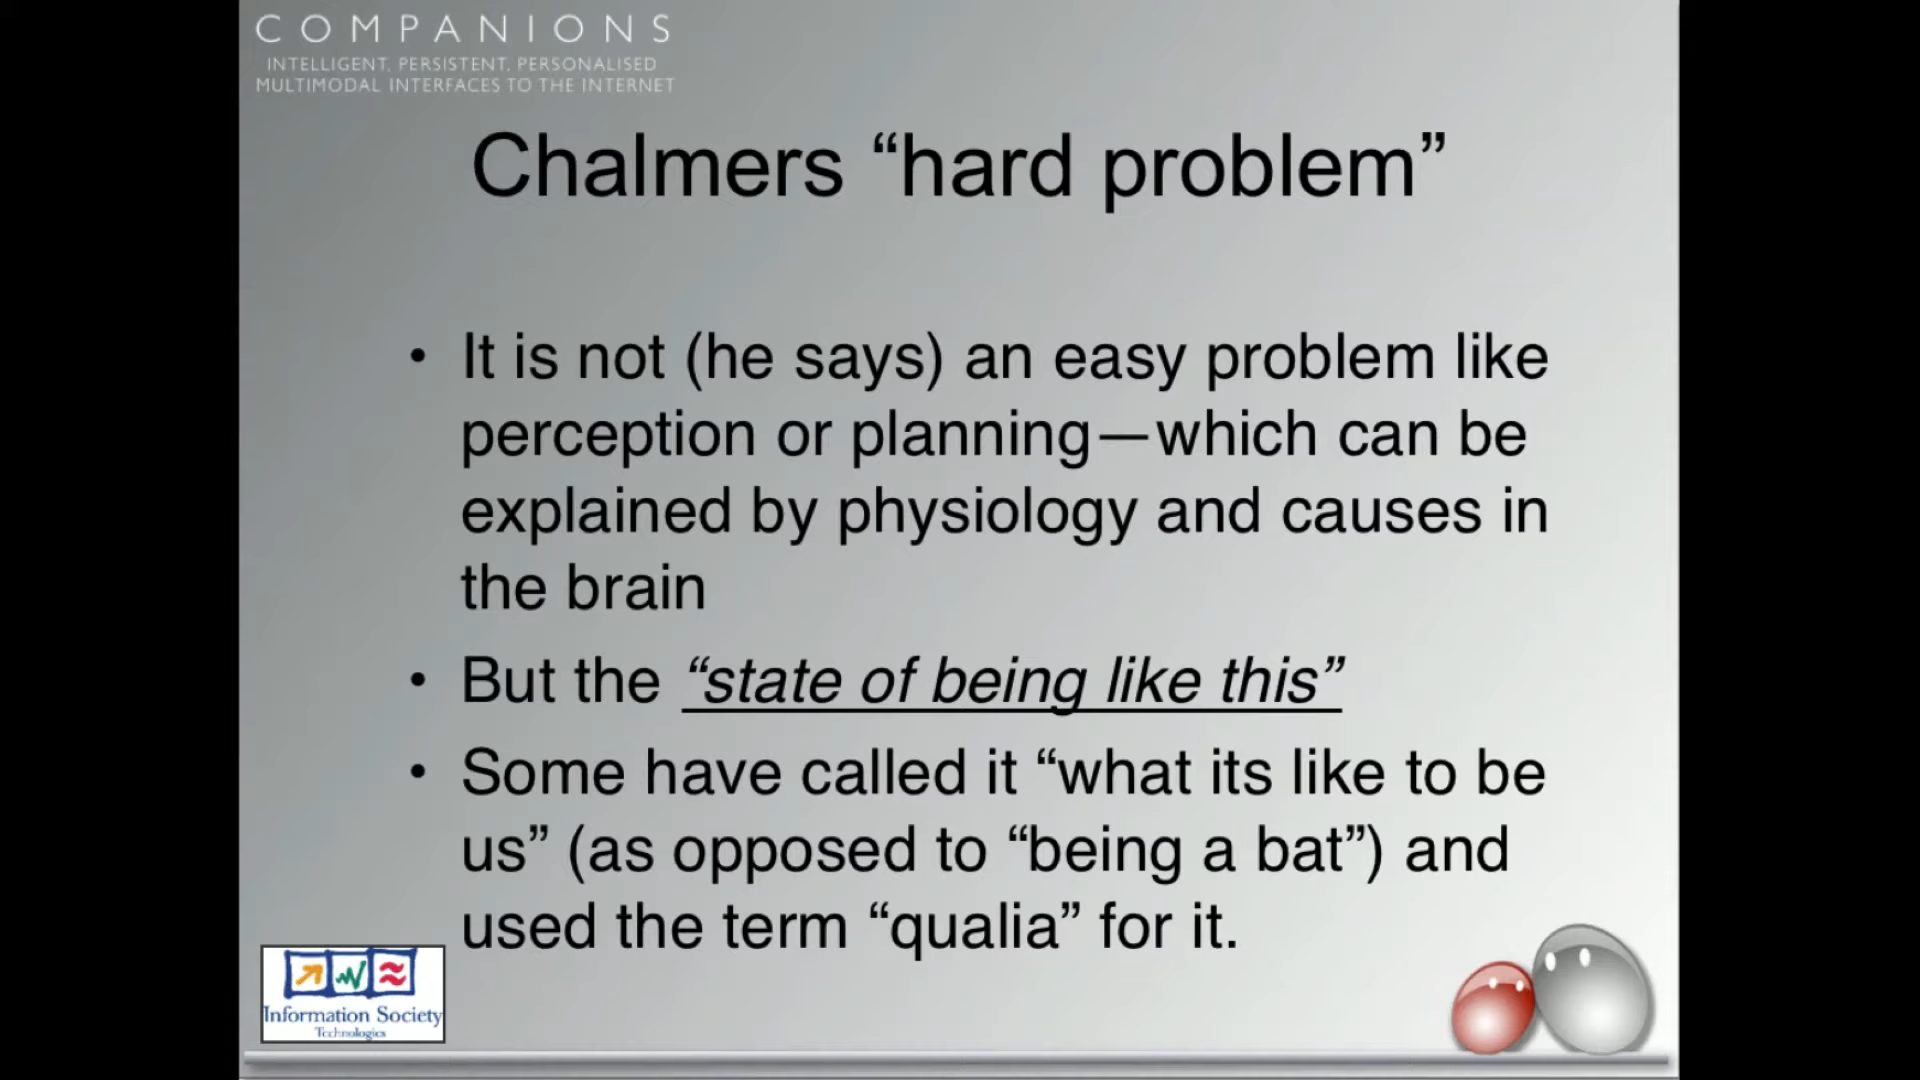 COMPANIONS
INTELLIGENT, PERSISTENT, PERSONALISED
MULTIMODAL INTERFACES TO THE INTERNET
Chalmers “hard problem”
• It is not (he says) an easy problem like
perception or planning—which can be
explained by physiology and causes in
the brain
• But the “state of being like this”
• Some have called it “what its like to be
us” (as opposed to “being a bat”) and
used the term “qualia” for it.
Information Society
Technologies